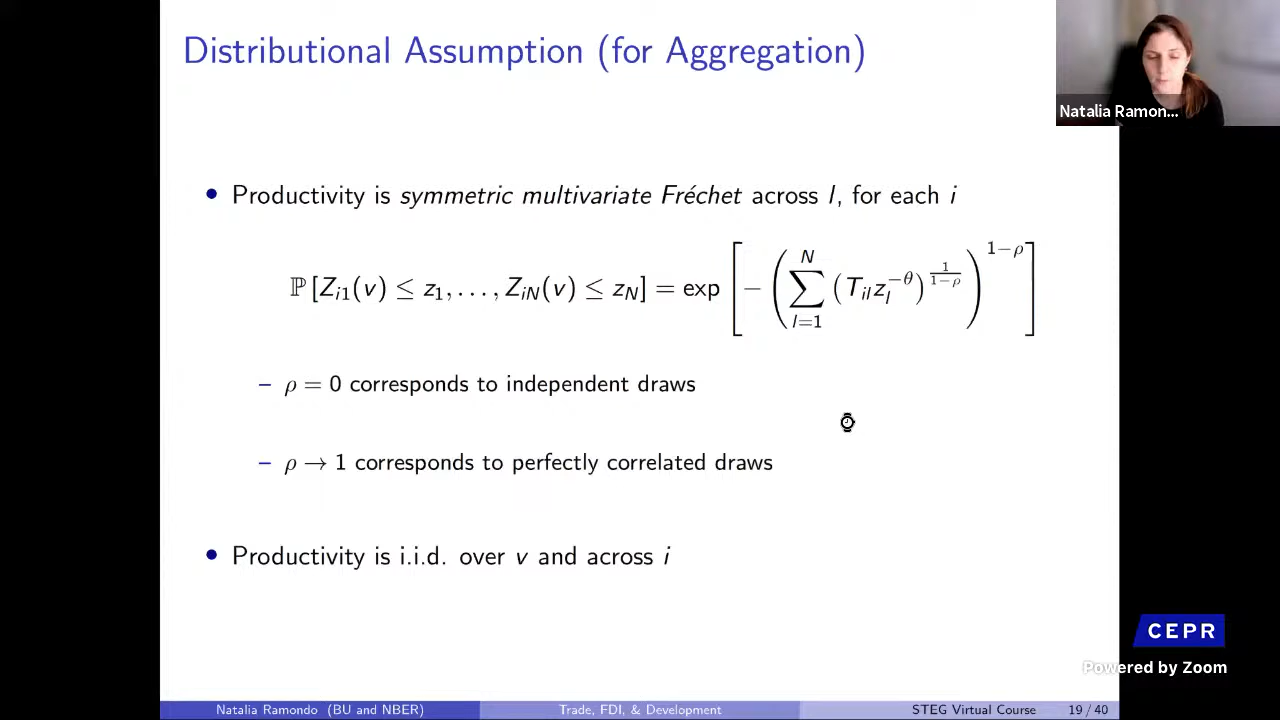 Distributional Assumption (for Aggregation)
Natalia Ramon...
• Productivity is symmetric multivariate Fréchet across l, for each i
ℙ [Z_{i1}(v) ≤ z_1, . . . , Z_{iN}(v) ≤ z_N] = exp [ − ( ∑_{l=1}^{N} ( T_{il} z_l^{−θ} )^{1/(1−ρ)} )^{1−ρ} ]
– ρ = 0 corresponds to independent draws
– ρ → 1 corresponds to perfectly correlated draws
• Productivity is i.i.d. over v and across i
CEPR
Powered by Zoom
Natalia Ramondo (BU and NBER) Trade, FDI, & Development STEG Virtual Course 19 / 40